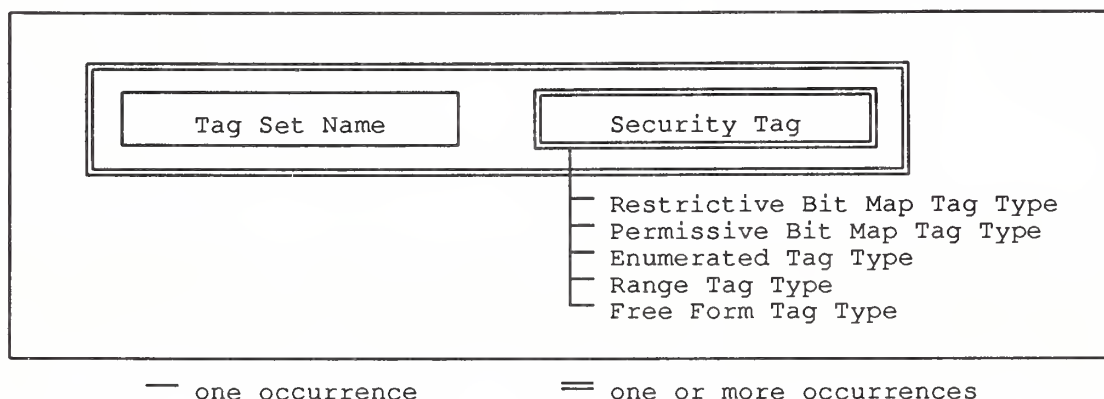 Tag Set Name Security Tag
Restrictive Bit Map Tag Type
Permissive Bit Map Tag Type
Enumerated Tag Type
Range Tag Type
Free Form Tag Type
one occurrence one or more occurrences